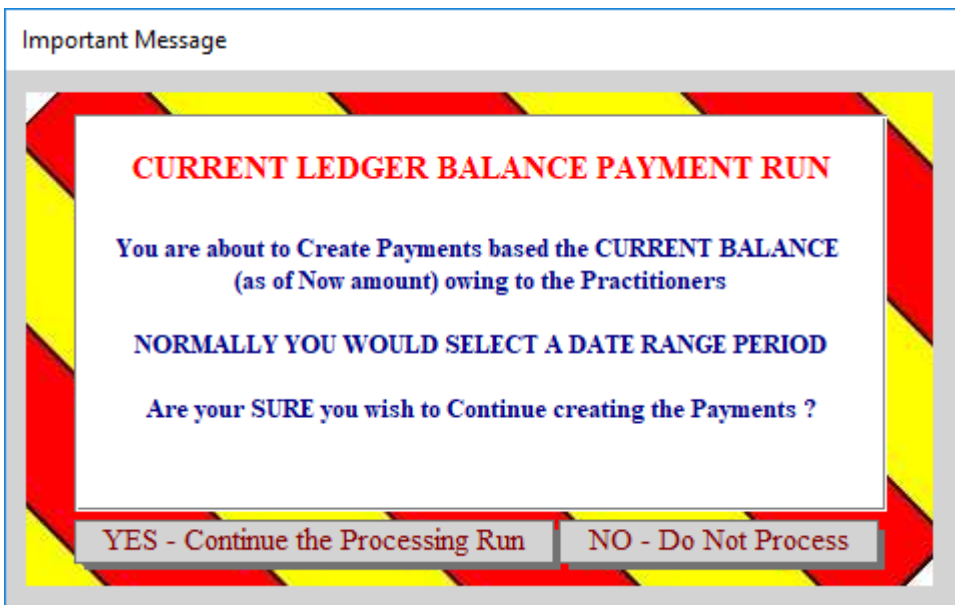 Important Message
CURRENT LEDGER BALANCE PAYMENT RUN
You are about to Create Payments based the CURRENT BALANCE
(as of Now amount) owing to the Practitioners
NORMALLY YOU WOULD SELECT A DATE RANGE PERIOD
Are your SURE you wish to Continue creating the Payments ?
YES - Continue the Processing Run
NO - Do Not Process